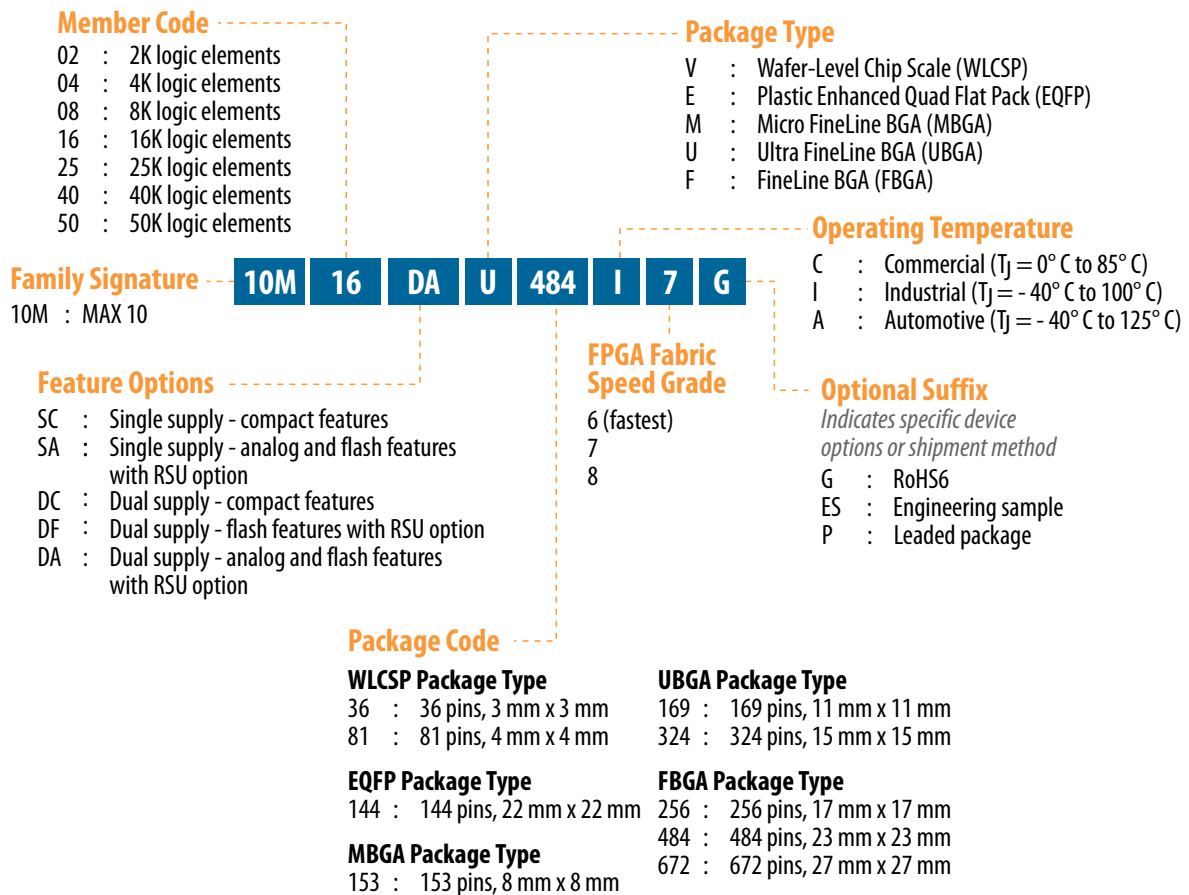 Member Code
02 : 2K logic elements
04 : 4K logic elements
08 : 8K logic elements
16 : 16K logic elements
25 : 25K logic elements
40 : 40K logic elements
50 : 50K logic elements
Package Type
V : Wafer-Level Chip Scale (WLCSP)
E : Plastic Enhanced Quad Flat Pack (EQFP)
M : Micro FineLine BGA (MBGA)
U : Ultra FineLine BGA (UBGA)
F : FineLine BGA (FBGA)
Operating Temperature
C : Commercial (TJ = 0° C to 85° C)
I : Industrial (TJ = - 40° C to 100° C)
A : Automotive (TJ = - 40° C to 125° C)
Family Signature
10M : MAX 10
10M 16 DA U 484 I 7 G
Feature Options
SC : Single supply - compact features
SA : Single supply - analog and flash features
with RSU option
DC : Dual supply - compact features
DF : Dual supply - flash features with RSU option
DA : Dual supply - analog and flash features
with RSU option
FPGA Fabric
Speed Grade
6 (fastest)
7
8
Optional Suffix
Indicates specific device
options or shipment method
G : RoHS6
ES : Engineering sample
P : Leaded package
Package Code
WLCSP Package Type
36 : 36 pins, 3 mm x 3 mm
81 : 81 pins, 4 mm x 4 mm
EQFP Package Type
144 : 144 pins, 22 mm x 22 mm
MBGA Package Type
153 : 153 pins, 8 mm x 8 mm
UBGA Package Type
169 : 169 pins, 11 mm x 11 mm
324 : 324 pins, 15 mm x 15 mm
FBGA Package Type
256 : 256 pins, 17 mm x 17 mm
484 : 484 pins, 23 mm x 23 mm
672 : 672 pins, 27 mm x 27 mm